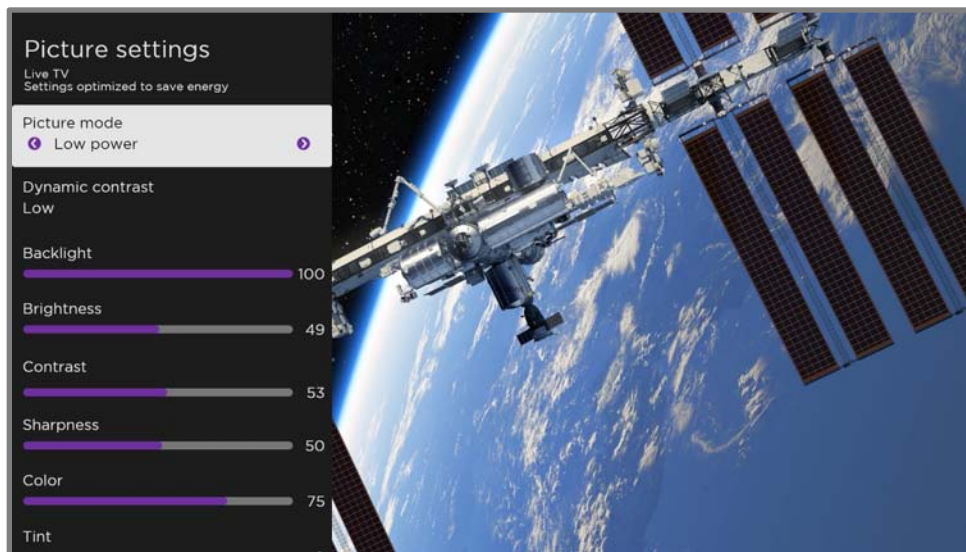 Picture settings
Live TV
Settings optimized to save energy
Picture mode
Low power
Dynamic contrast
Low
Backlight
100
Brightness
49
Contrast
53
Sharpness
50
Color
75
Tint